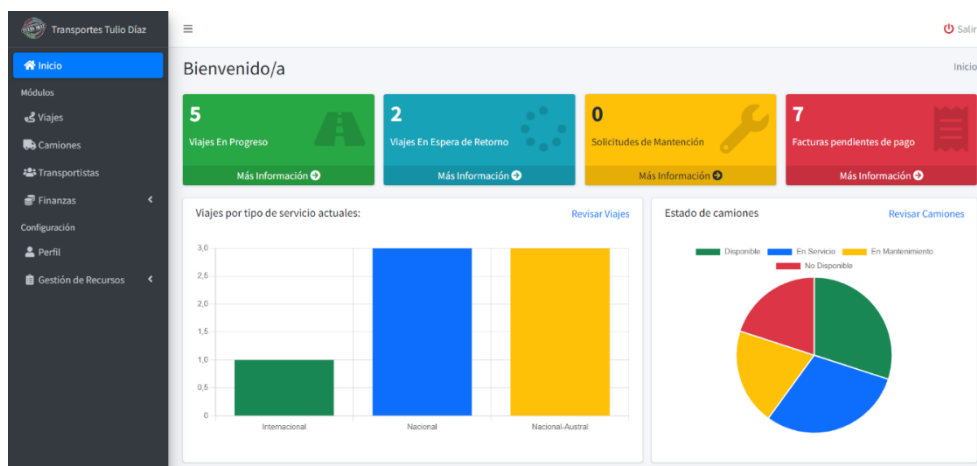 Transportes Tulio Díaz
Salir
Inicio
Módulos
Viajes
Camiones
Transportistas
Finanzas
Configuración
Perfil
Gestión de Recursos
Bienvenido/a
Inicio
5
Viajes En Progreso
Más Información
2
Viajes En Espera de Retorno
Más Información
0
Solicitudes de Mantención
Más Información
7
Facturas pendientes de pago
Más Información
Viajes por tipo de servicio actuales:
Revisar Viajes
3,0
2,5
2,0
1,5
1,0
0,5
0
Internacional
Nacional
Nacional-Austral
Estado de camiones
Revisar Camiones
Disponible
En Servicio
En Mantenimiento
No Disponible